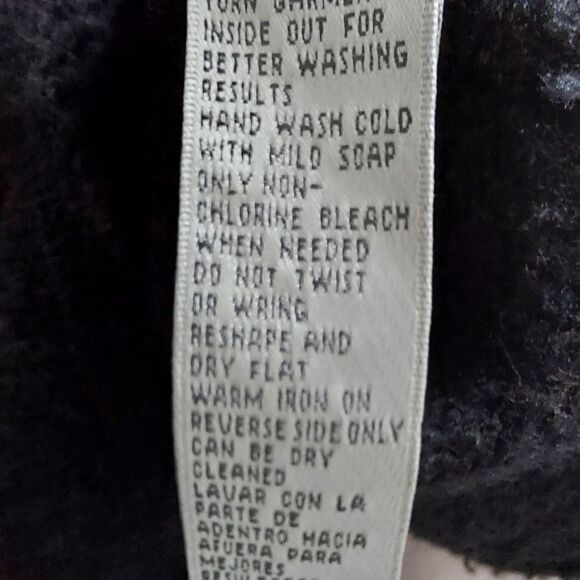 TURN GARMENT
INSIDE OUT FOR
BETTER WASHING
RESULTS
HAND WASH COLD
WITH MILD SOAP
ONLY NON-
CHLORINE BLEACH
WHEN NEEDED
DO NOT TWIST
OR WRING
RESHAPE AND
DRY FLAT
WARM IRON ON
REVERSE SIDE ONLY
CAN BE DRY
CLEANED
LAVAR CON LA
PARTE DE
ADENTRO HACIA
AFUERA PARA
MEJORES